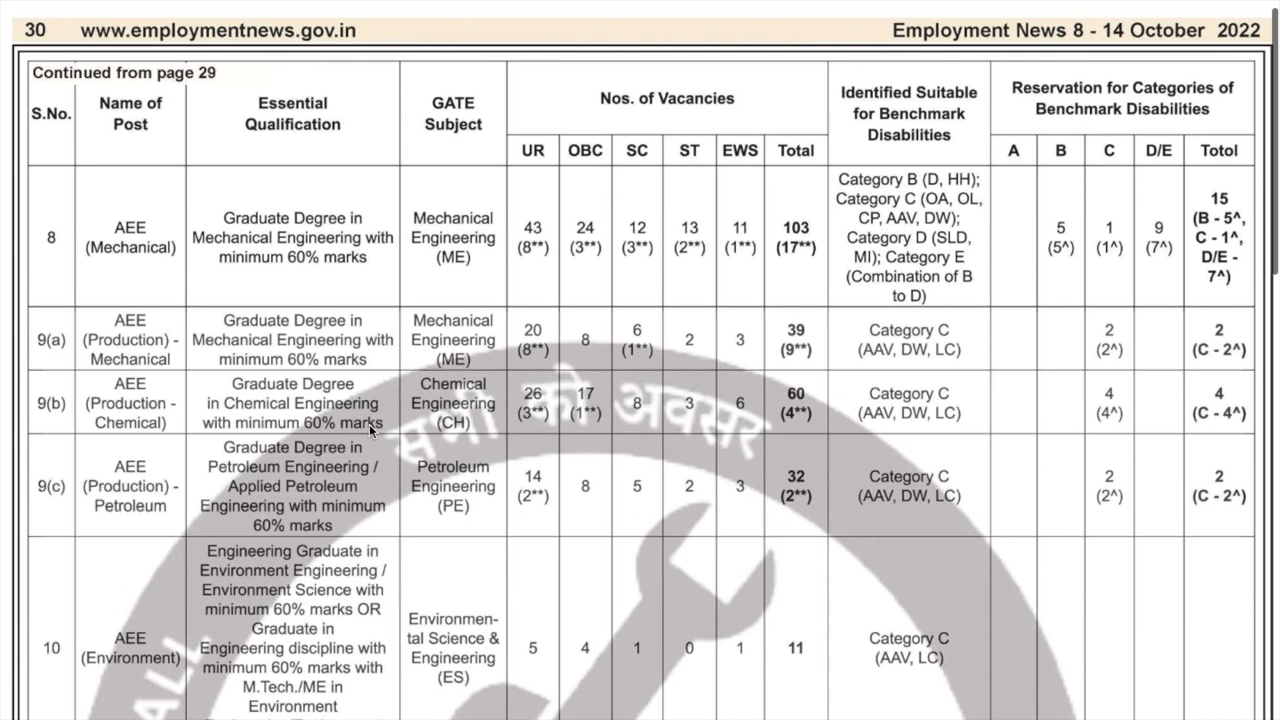 30 www.employmentnews.gov.in Employment News 8 - 14 October 2022
Continued from page 29
S.No. Name of Post Essential Qualification GATE Subject Nos. of Vacancies Identified Suitable for Benchmark Disabilities Reservation for Categories of Benchmark Disabilities
UR OBC SC ST EWS Total A B C D/E Totol
8 AEE (Mechanical) Graduate Degree in Mechanical Engineering with minimum 60% marks Mechanical Engineering (ME) 43 (8**) 24 (3**) 12 (3**) 13 (2**) 11 (1**) 103 (17**) Category B (D, HH); Category C (OA, OL, CP, AAV, DW); Category D (SLD, MI); Category E (Combination of B to D) 5 (5^) 1 (1^) 9 (7^) 15 (B - 5^, C - 1^, D/E - 7^)
9(a) AEE (Production) - Mechanical Graduate Degree in Mechanical Engineering with minimum 60% marks Mechanical Engineering (ME) 20 (8**) 8 6 (1**) 2 3 39 (9**) Category C (AAV, DW, LC) 2 (2^) 2 (C - 2^)
9(b) AEE (Production - Chemical) Graduate Degree in Chemical Engineering with minimum 60% marks Chemical Engineering (CH) 26 (3**) 17 (1**) 8 3 6 60 (4**) Category C (AAV, DW, LC) 4 (4^) 4 (C - 4^)
9(c) AEE (Production) - Petroleum Graduate Degree in Petroleum Engineering / Applied Petroleum Engineering with minimum 60% marks Petroleum Engineering (PE) 14 (2**) 8 5 2 3 32 (2**) Category C (AAV, DW, LC) 2 (2^) 2 (C - 2^)
10 AEE (Environment) Engineering Graduate in Environment Engineering / Environment Science with minimum 60% marks OR Graduate in Engineering discipline with minimum 60% marks with M.Tech./ME in Environment Environmen-tal Science & Engineering (ES) 5 4 1 0 1 11 Category C (AAV, LC)
सभी को अवसर
ALL